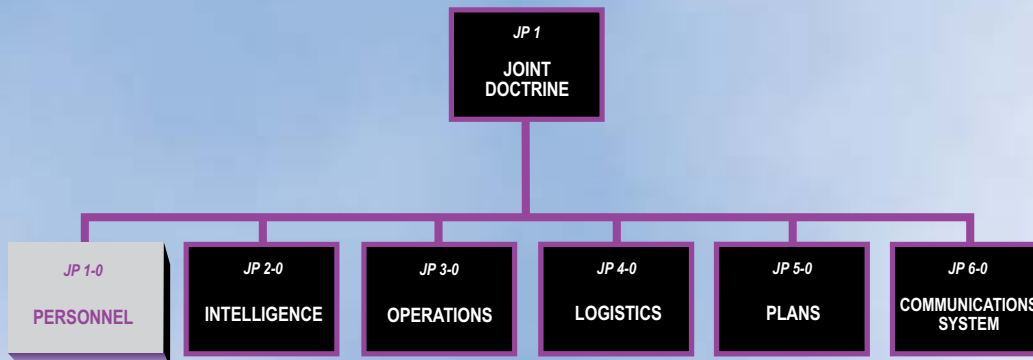 JP 1
JOINT
DOCTRINE
JP 1-0
PERSONNEL
JP 2-0
INTELLIGENCE
JP 3-0
OPERATIONS
JP 4-0
LOGISTICS
JP 5-0
PLANS
JP 6-0
COMMUNICATIONS
SYSTEM